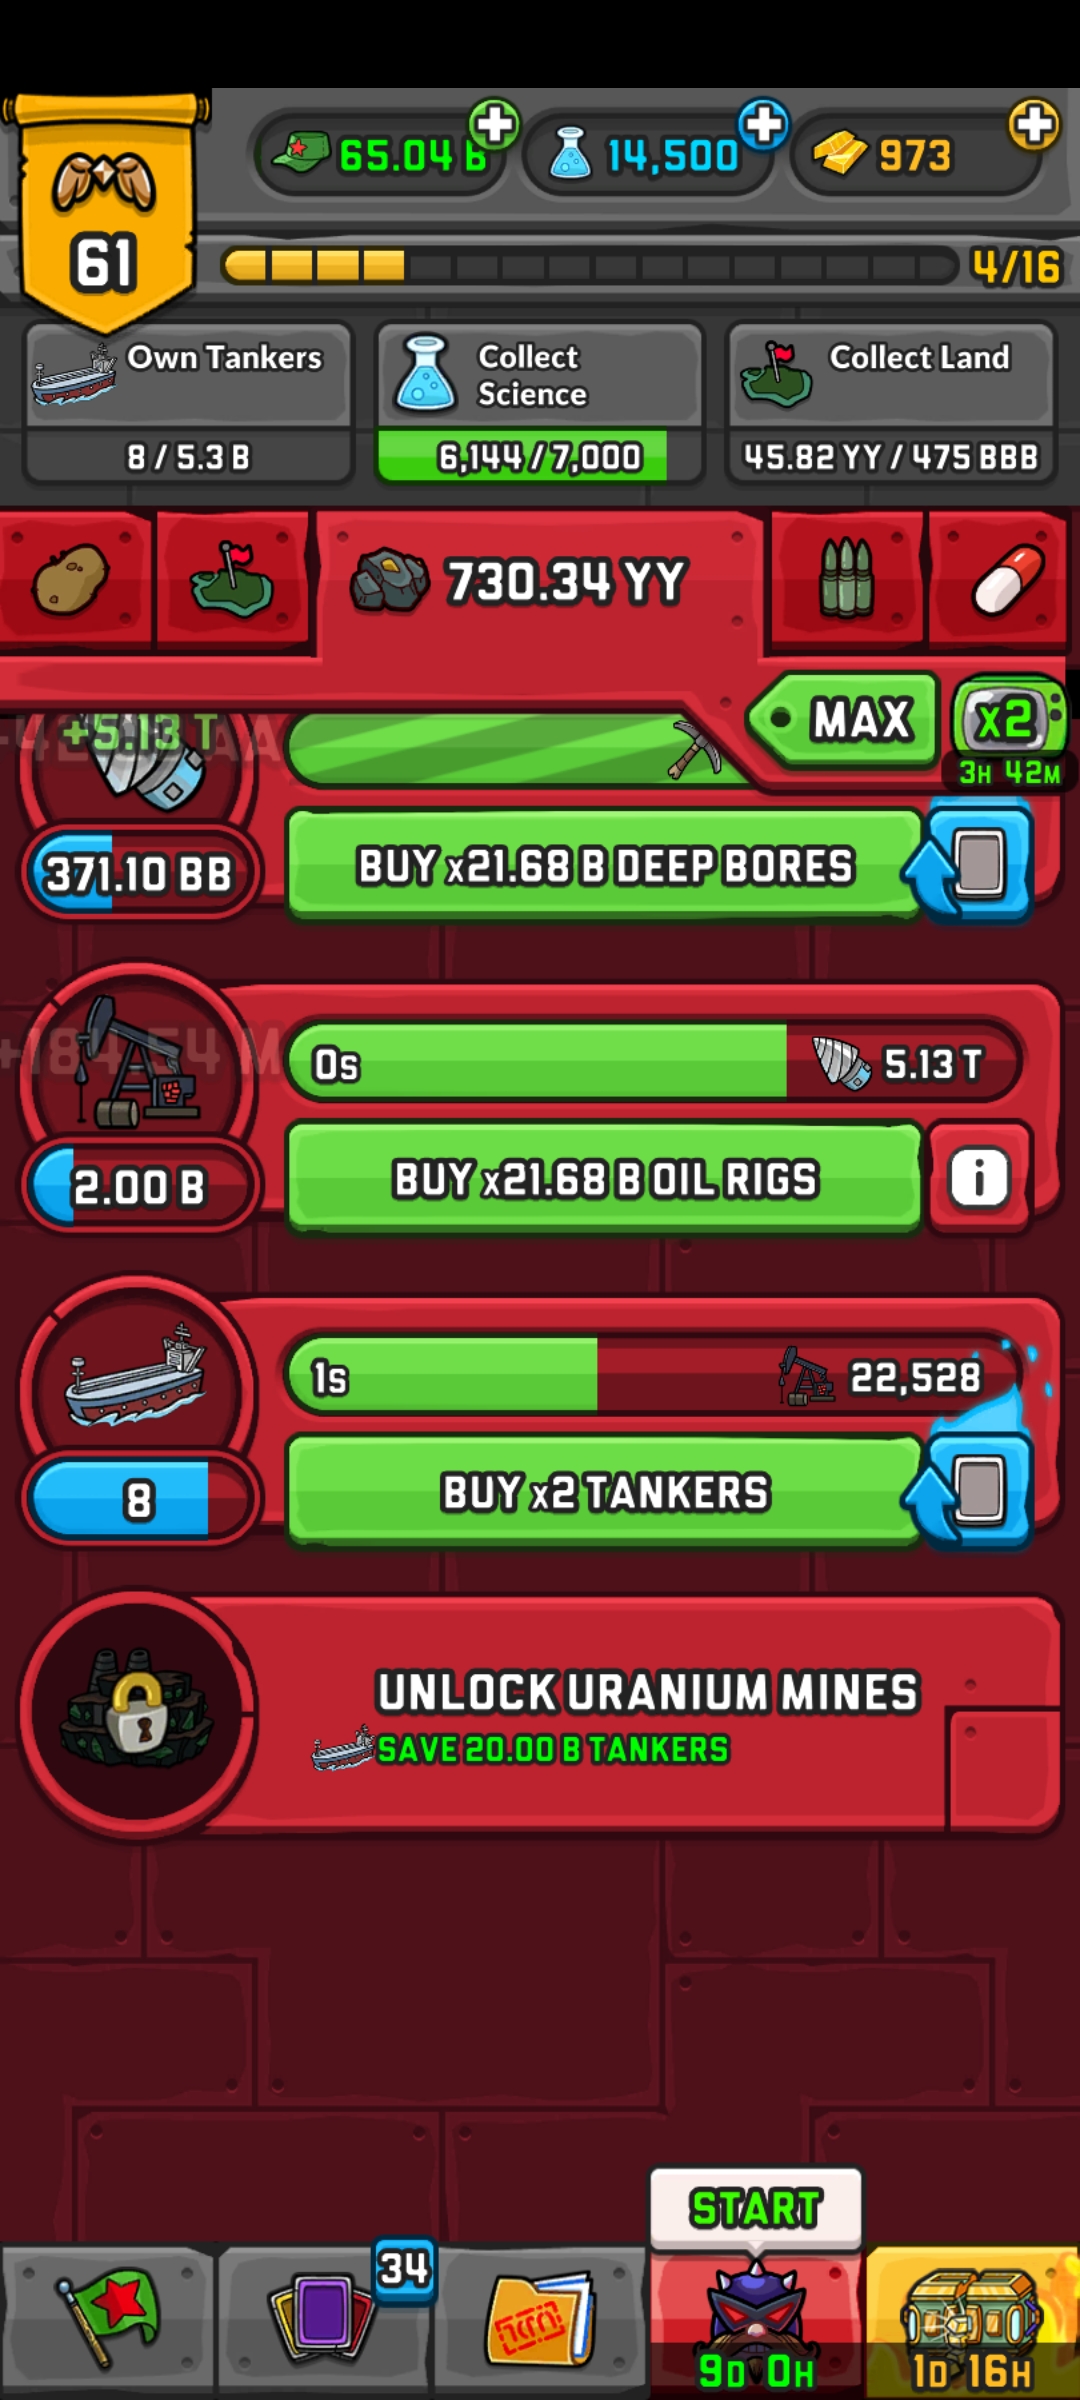 65.04 B
14,500
973
61
4/16
Own Tankers
8 / 5.3 B
Collect
Science
6,144 / 7,000
Collect Land
45.82 YY / 475 BBB
730.34 YY
MAX
x2
3H 42M
+5.13 T
371.10 BB
BUY x21.68 B DEEP BORES
+184.54 M
0s
5.13 T
2.00 B
BUY x21.68 B OIL RIGS
i
1s
22,528
8
BUY x2 TANKERS
UNLOCK URANIUM MINES
SAVE 20.00 B TANKERS
START
34
9D 0H
1D 16H